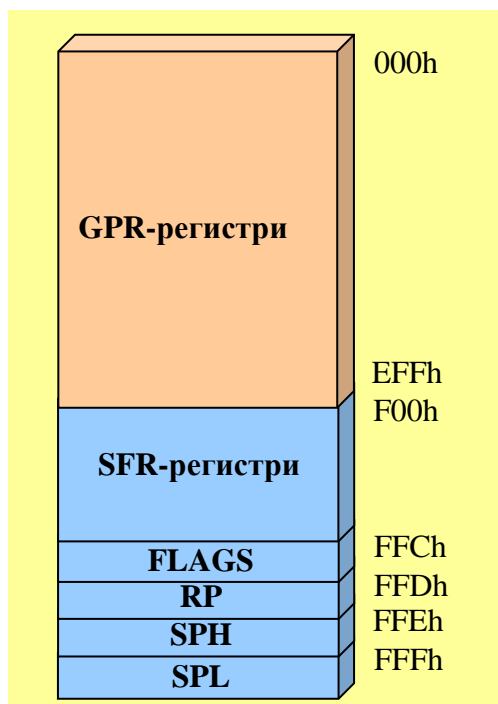 000h
GPR-регистри
EFFh
F00h
SFR-регистри
FFCh
FLAGS
FFDh
RP
FFEh
SPH
FFFh
SPL